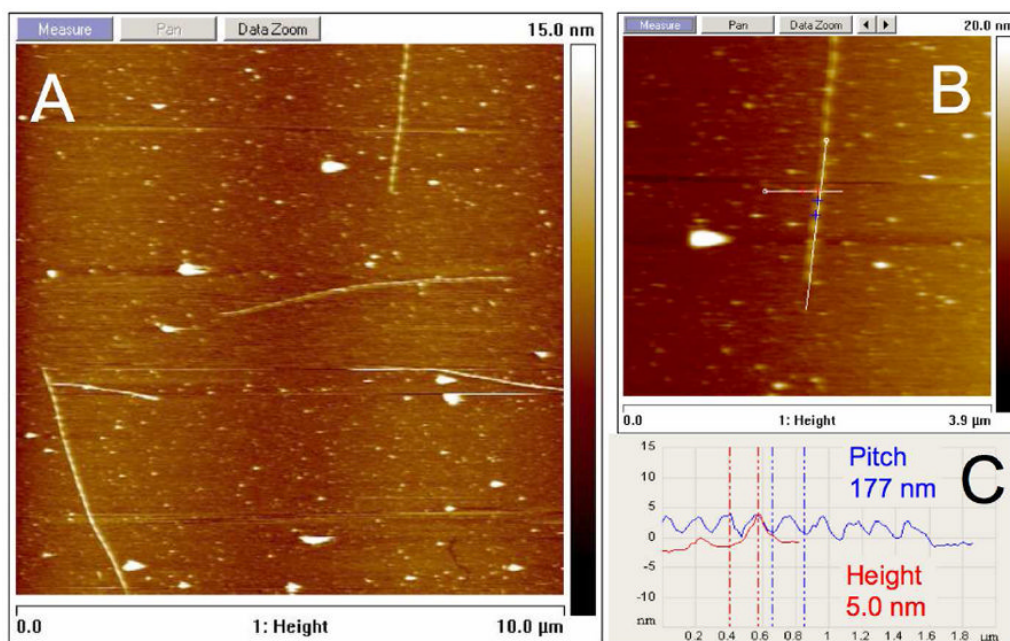 Measure Pan Data Zoom 15.0 nm
A
0.0 1: Height 10.0 µm
Measure Pan Data Zoom 20.0 nm
B
0.0 1: Height 3.9 µm
C
Pitch
177 nm
Height
5.0 nm
15
10
5
0
-5
-10
nm
0.2 0.4 0.6 0.8 1.0 1.2 1.4 1.6 1.8 µm